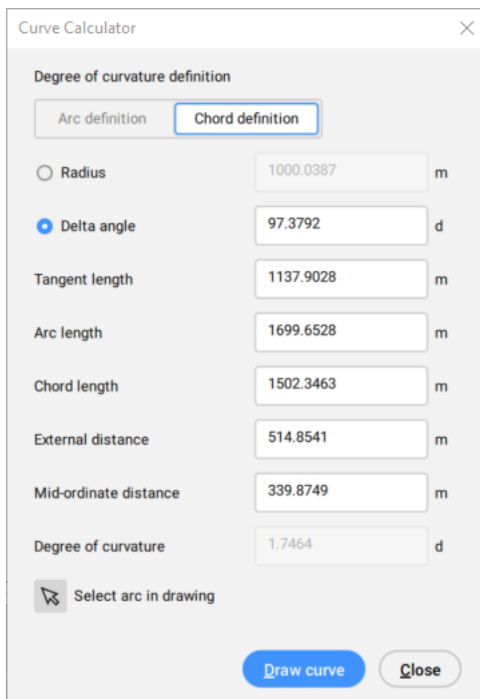 Curve Calculator
Degree of curvature definition
Arc definition Chord definition
Radius 1000.0387 m
Delta angle 97.3792 d
Tangent length 1137.9028 m
Arc length 1699.6528 m
Chord length 1502.3463 m
External distance 514.8541 m
Mid-ordinate distance 339.8749 m
Degree of curvature 1.7464 d
Select arc in drawing
Draw curve Close